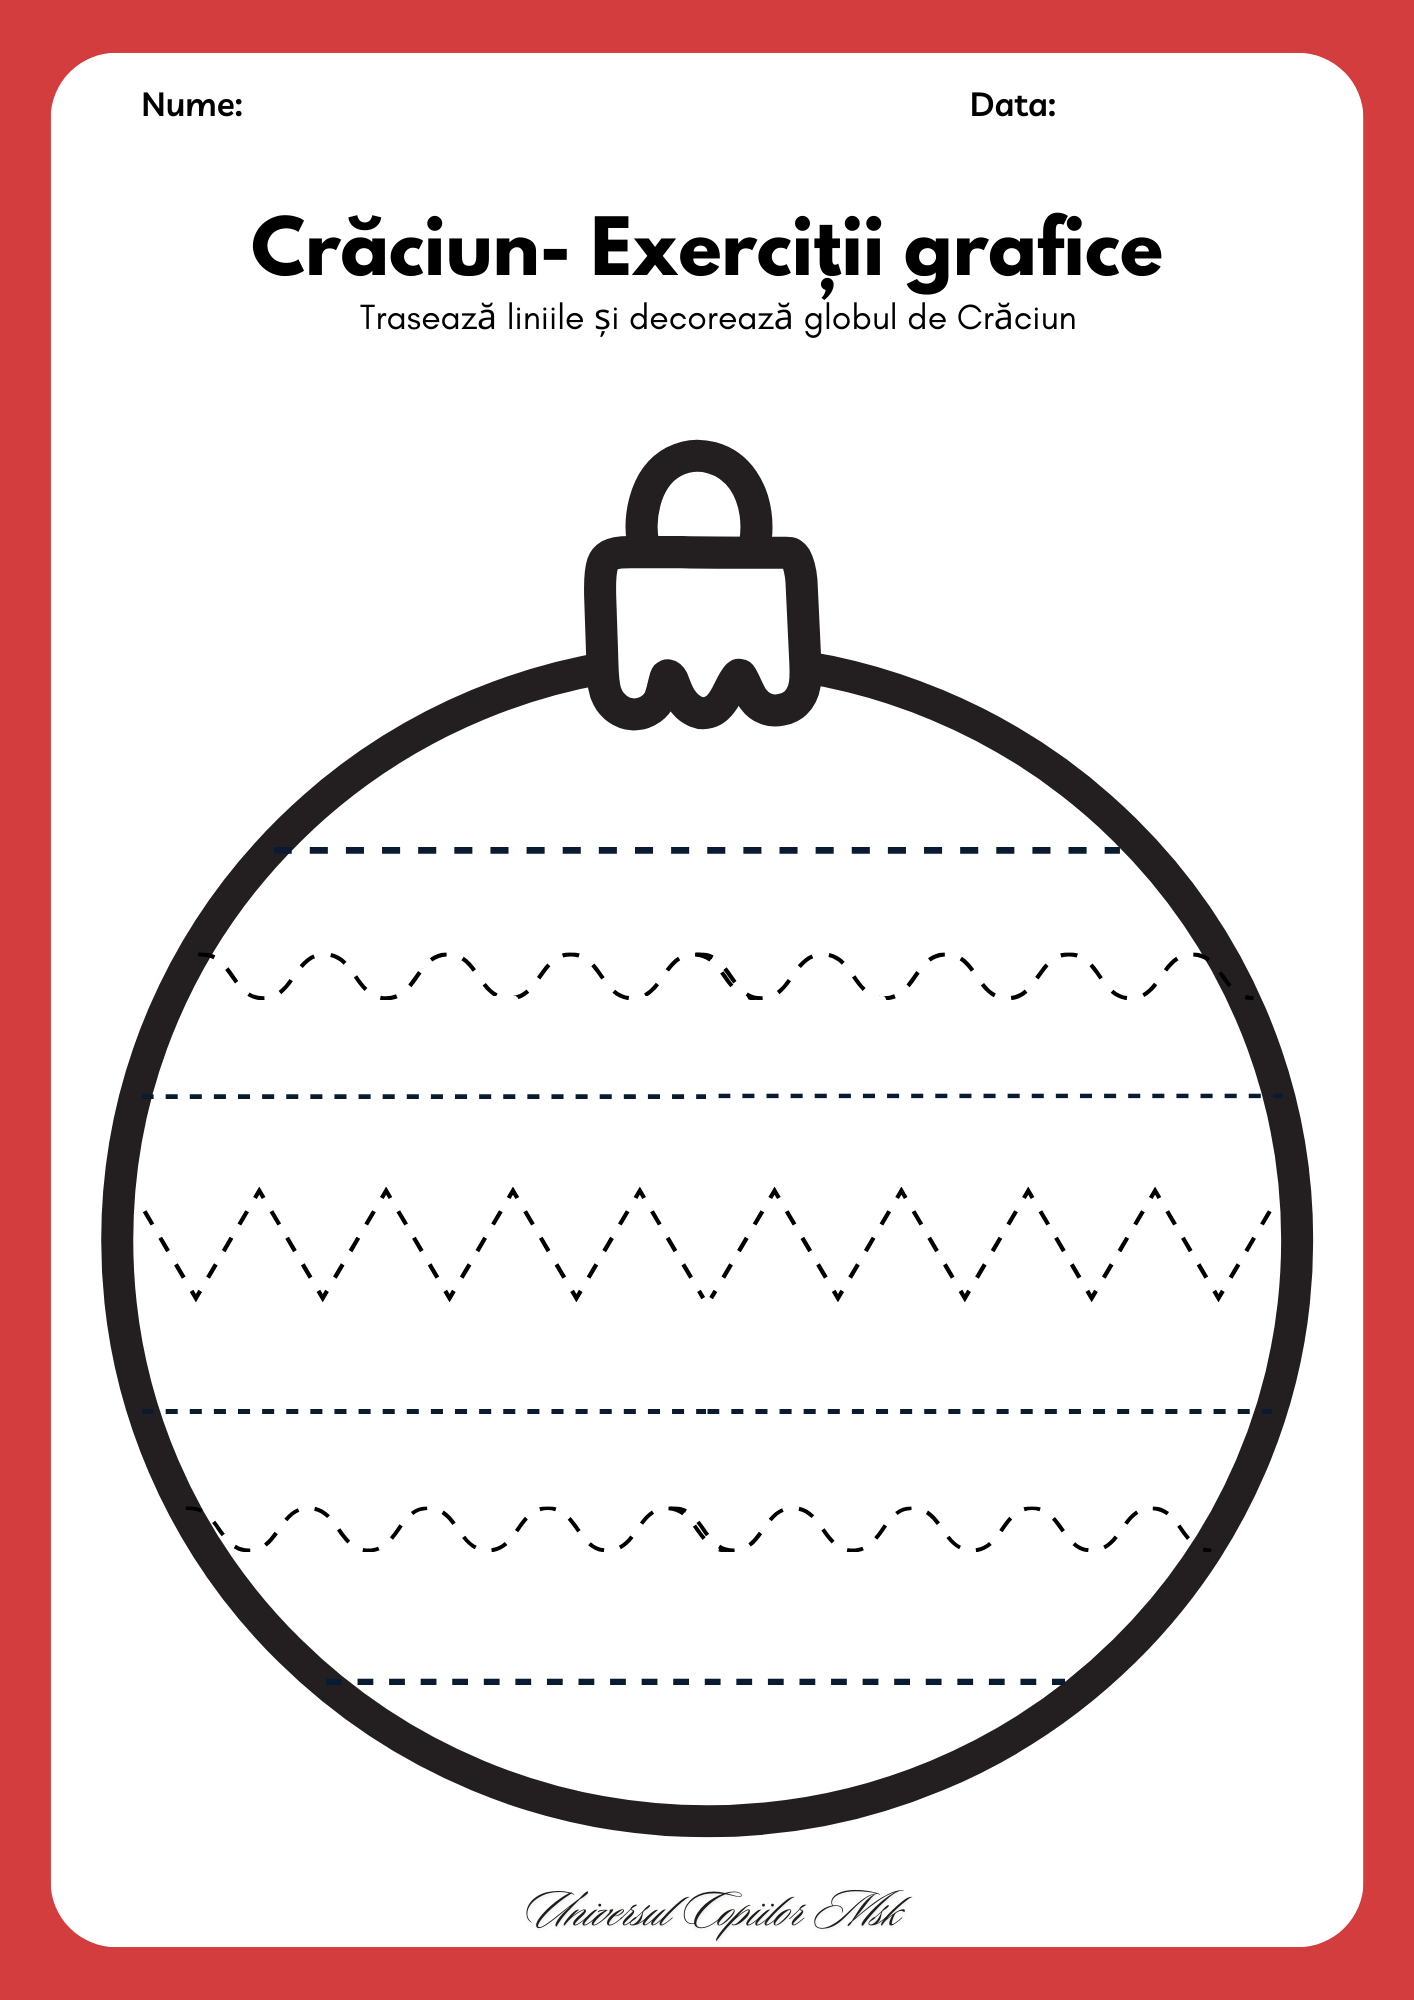 Nume:
Data:
Crăciun- Exerciții grafice
Trasează liniile și decorează globul de Crăciun
Universul Copiilor Msk